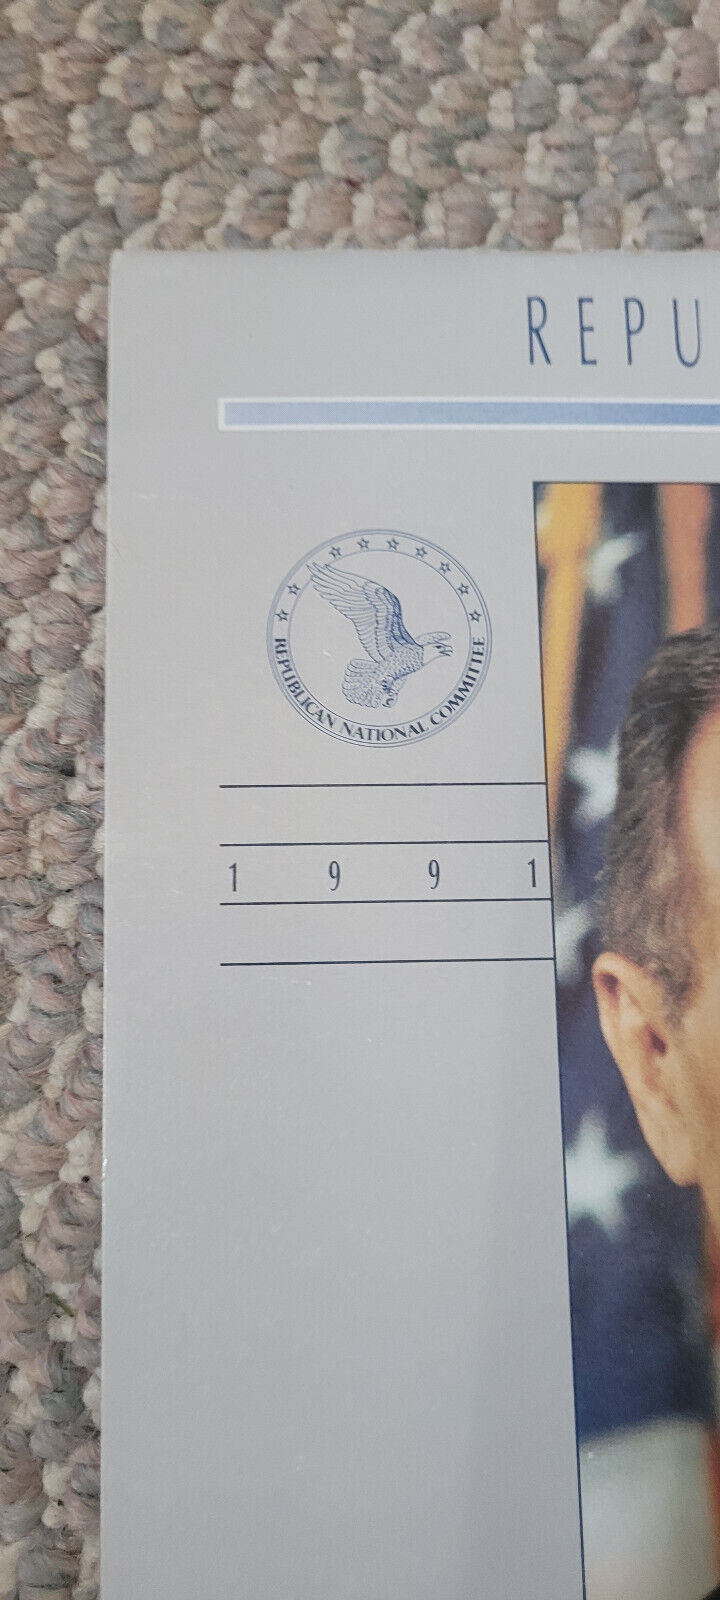 REPU
REPUBLICAN NATIONAL COMMITTEE
1 9 9 1